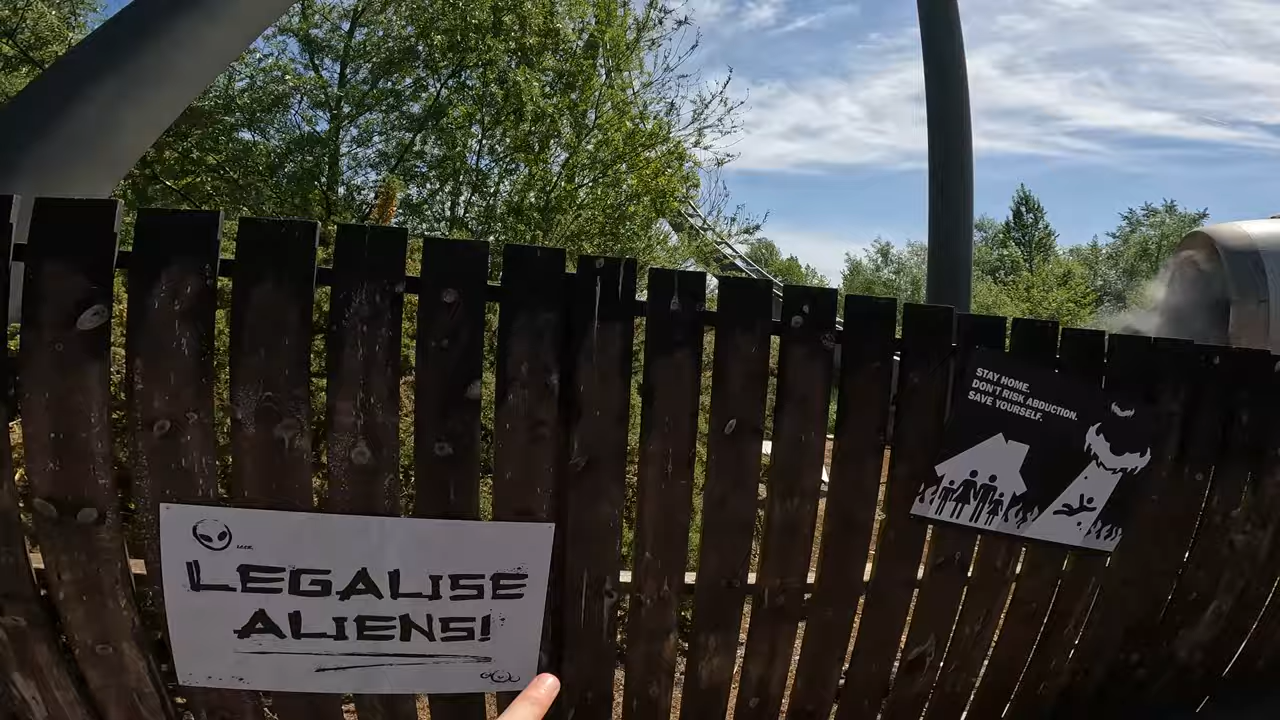 LEGALISE
ALIENS!
STAY HOME.
DON'T RISK ABDUCTION.
SAVE YOURSELF.